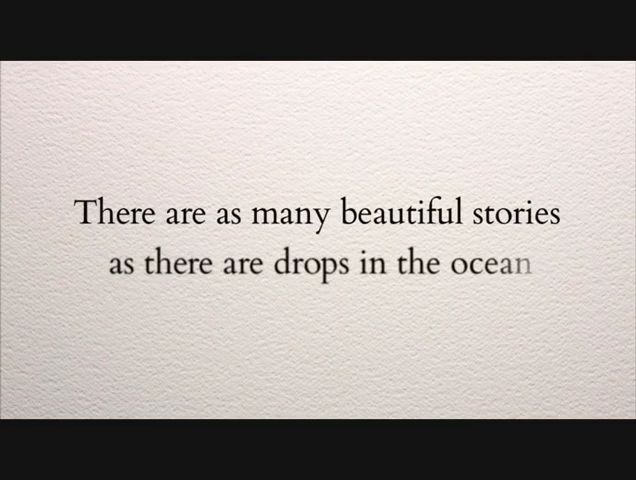 There are as many beautiful stories
as there are drops in the ocean